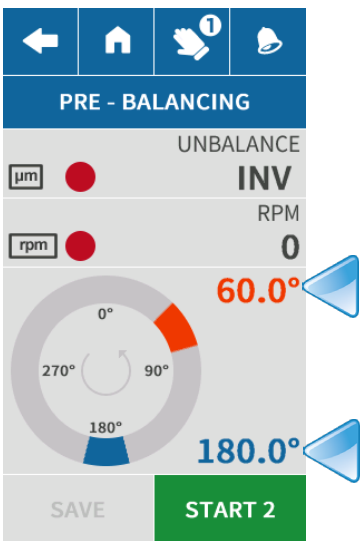 1
PRE - BALANCING
UNBALANCE
µm
INV
RPM
rpm
0
60.0°
0°
270°
90°
180°
180.0°
SAVE
START 2